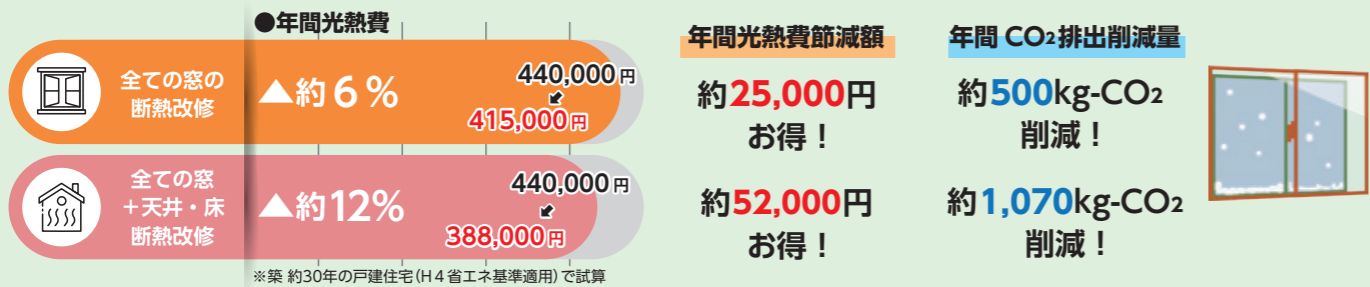 ●年間光熱費
年間光熱費節減額
年間 CO2排出削減量
全ての窓の
断熱改修
▲約6%
440,000円
415,000円
約25,000円
お得！
約500kg-CO2
削減！
全ての窓
＋天井・床
断熱改修
▲約12%
440,000円
388,000円
約52,000円
お得！
約1,070kg-CO2
削減！
※築 約30年の戸建住宅(H4省エネ基準適用)で試算